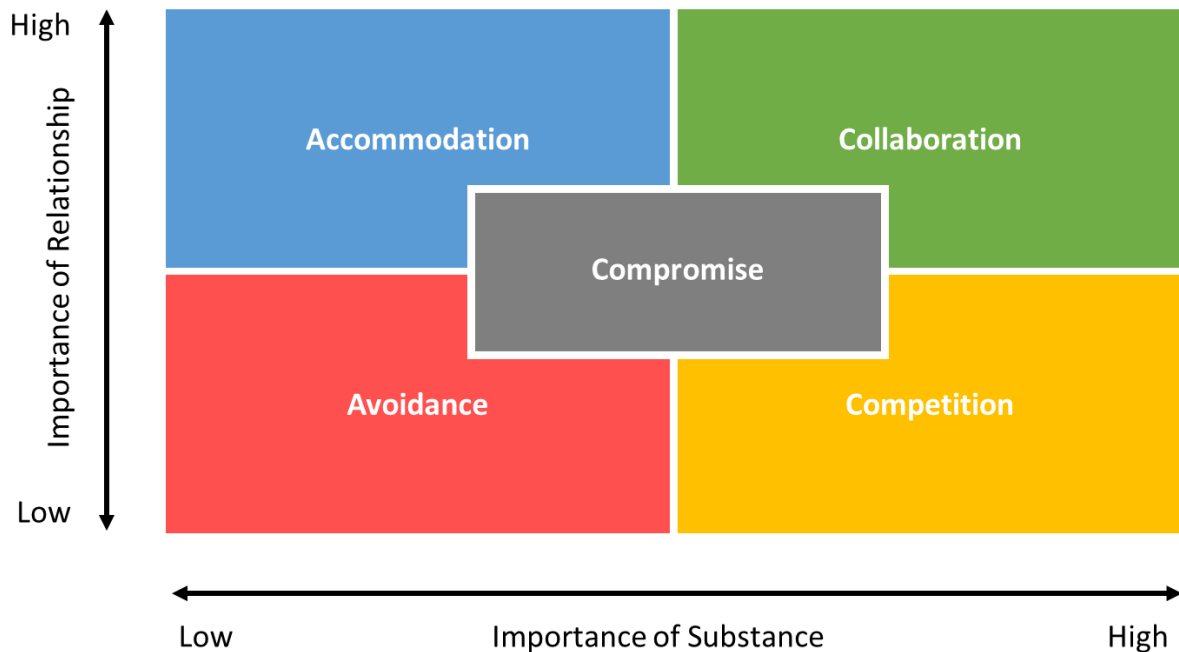 High
Importance of Relationship
Low
Accommodation
Collaboration
Compromise
Avoidance
Competition
Low
Importance of Substance
High